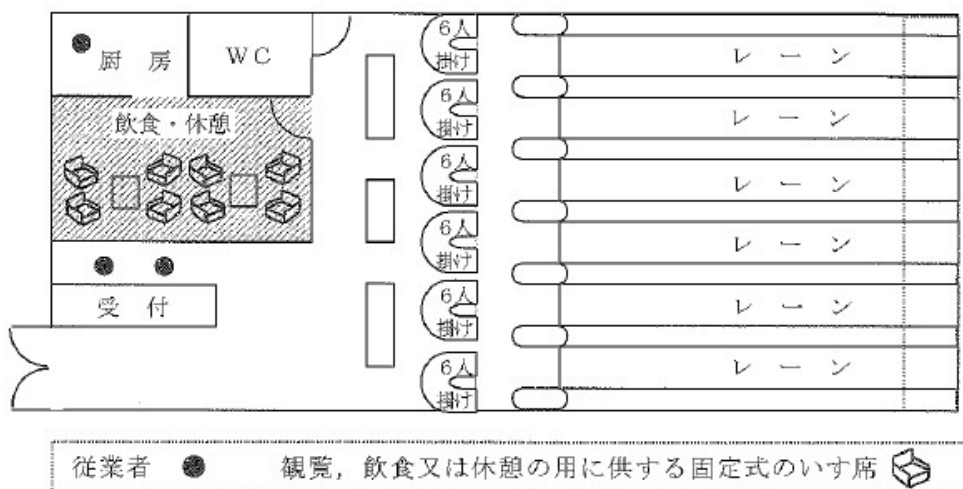 厨 房
WC
飲食・休憩
受 付
6人
掛け
6人
掛け
6人
掛け
6人
掛け
6人
掛け
6人
掛け
レ ー ン
レ ー ン
レ ー ン
レ ー ン
レ ー ン
レ ー ン
従業者 観覧，飲食又は休憩の用に供する固定式のいす席